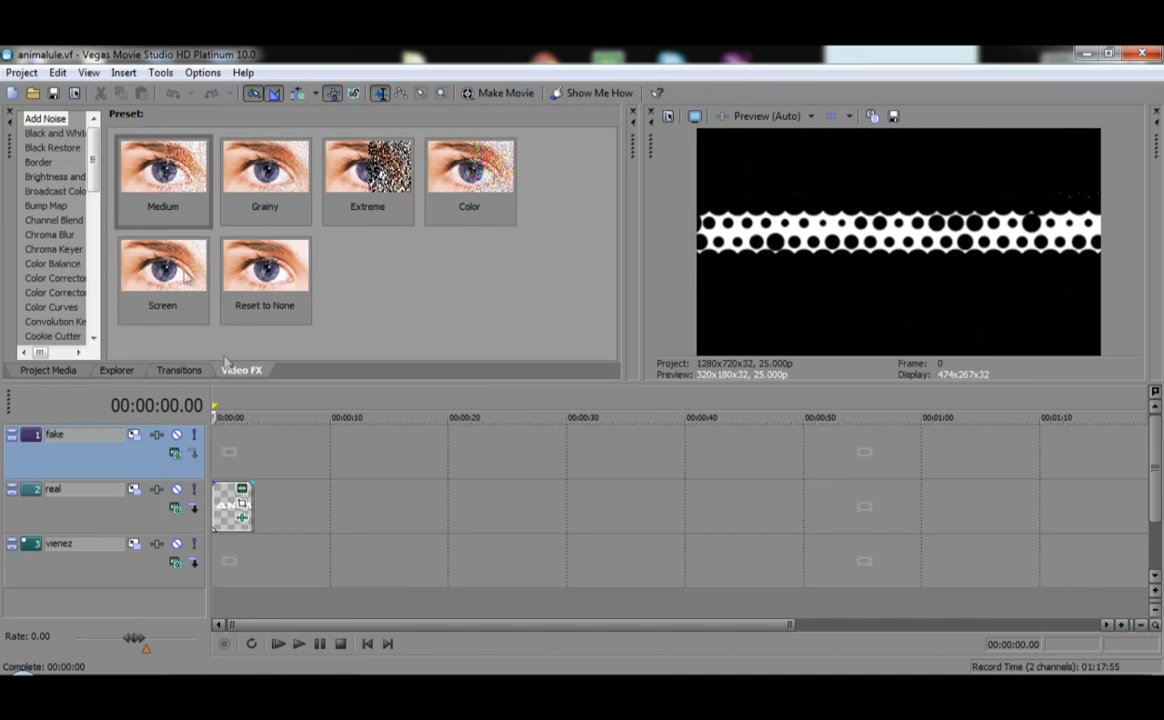 animalule.vf - Vegas Movie Studio HD Platinum 10.0
Project Edit View Insert Tools Options Help
Make Movie Show Me How
Add Noise
Black and Whit
Black Restore
Border
Brightness and
Broadcast Colo
Bump Map
Channel Blend
Chroma Blur
Chroma Keyer
Color Balance
Color Corrector
Color Corrector
Color Curves
Convolution Ke
Cookie Cutter
Preset:
Medium Grainy Extreme Color
Screen Reset to None
Project Media Explorer Transitions Video FX
Preview (Auto)
Project: 1280x720x32, 25.000p Frame: 0
Preview: 320x180x32, 25.000p Display: 474x267x32
00:00:00.00
0:00:00 00:00:10 00:00:20 00:00:30 00:00:40 00:00:50 00:01:00 00:01:10
1 fake
2 real
3 vienez
Rate: 0.00
00:00:00.00
Complete: 00:00:00
Record Time (2 channels): 01:17:55